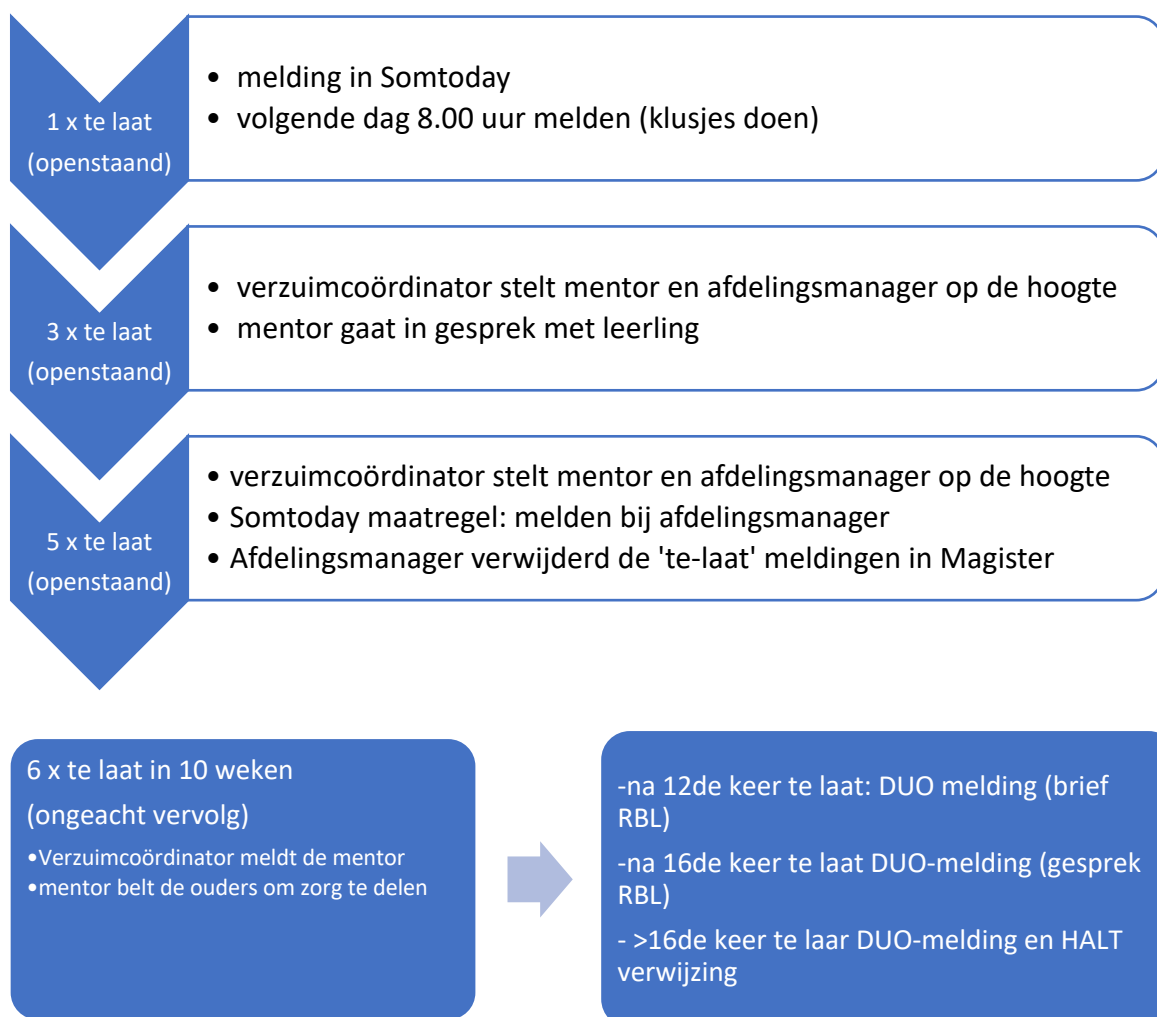 1 x te laat
(openstaand)
• melding in Somtoday
• volgende dag 8.00 uur melden (klusjes doen)
3 x te laat
(openstaand)
• verzuimcoördinator stelt mentor en afdelingsmanager op de hoogte
• mentor gaat in gesprek met leerling
5 x te laat
(openstaand)
• verzuimcoördinator stelt mentor en afdelingsmanager op de hoogte
• Somtoday maatregel: melden bij afdelingsmanager
• Afdelingsmanager verwijderd de 'te-laat' meldingen in Magister
6 x te laat in 10 weken
(ongeacht vervolg)
•Verzuimcoördinator meldt de mentor
•mentor belt de ouders om zorg te delen
-na 12de keer te laat: DUO melding (brief
RBL)
-na 16de keer te laat DUO-melding (gesprek
RBL)
- >16de keer te laar DUO-melding en HALT
verwijzing